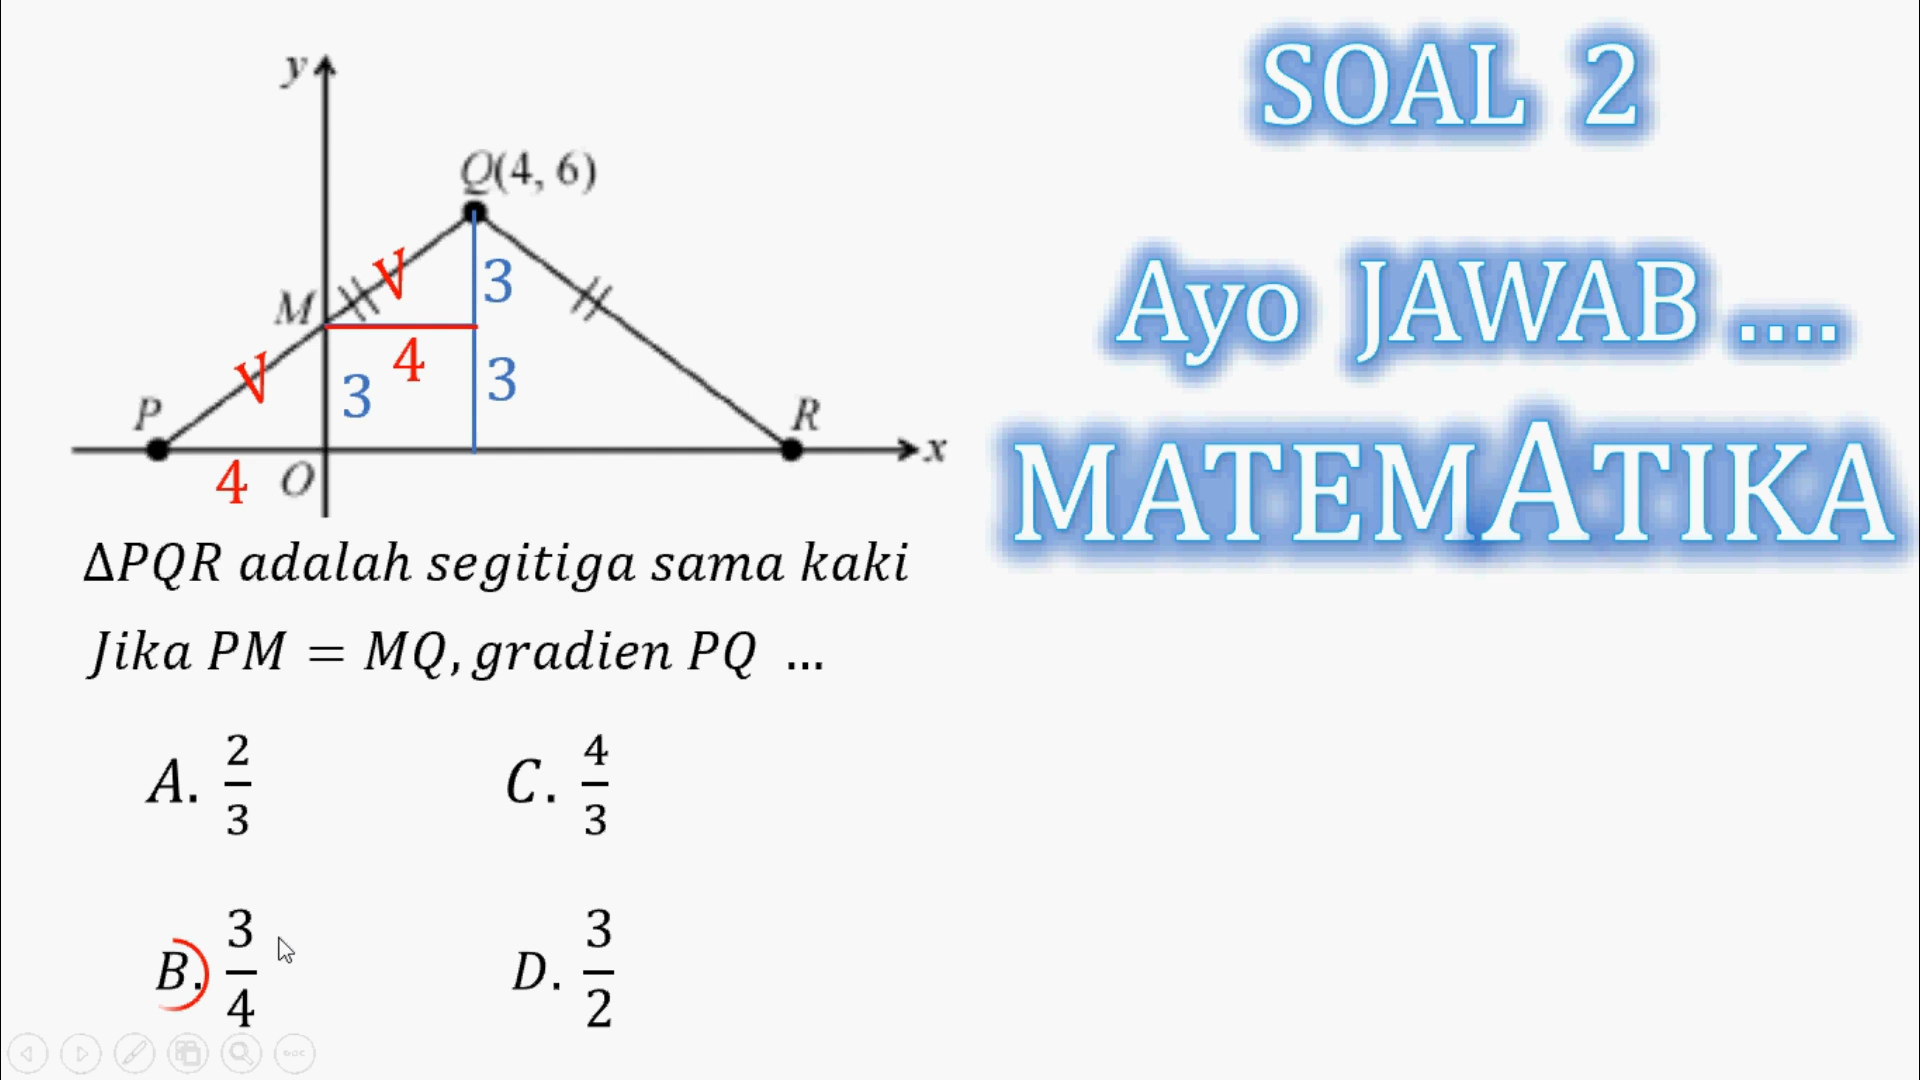 SOAL 2
Ayo JAWAB ....
MATEMATIKA
y
Q(4, 6)
M
3
4
3
3
P
R
x
4
O
ΔPQR adalah segitiga sama kaki
Jika PM = MQ, gradien PQ ...
A. 2/3
C. 4/3
B. 3/4
D. 3/2